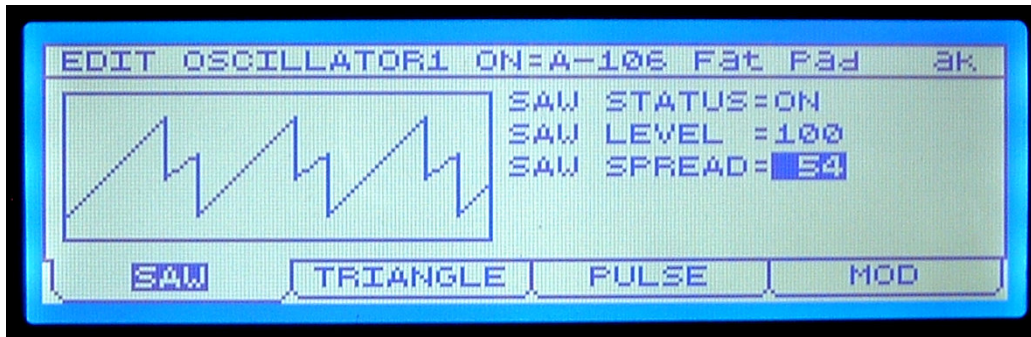 EDIT OSCILLATOR1 ON=A-106 Fat Pad ak
SAW STATUS=ON
SAW LEVEL =100
SAW SPREAD= 54
SAW TRIANGLE PULSE MOD